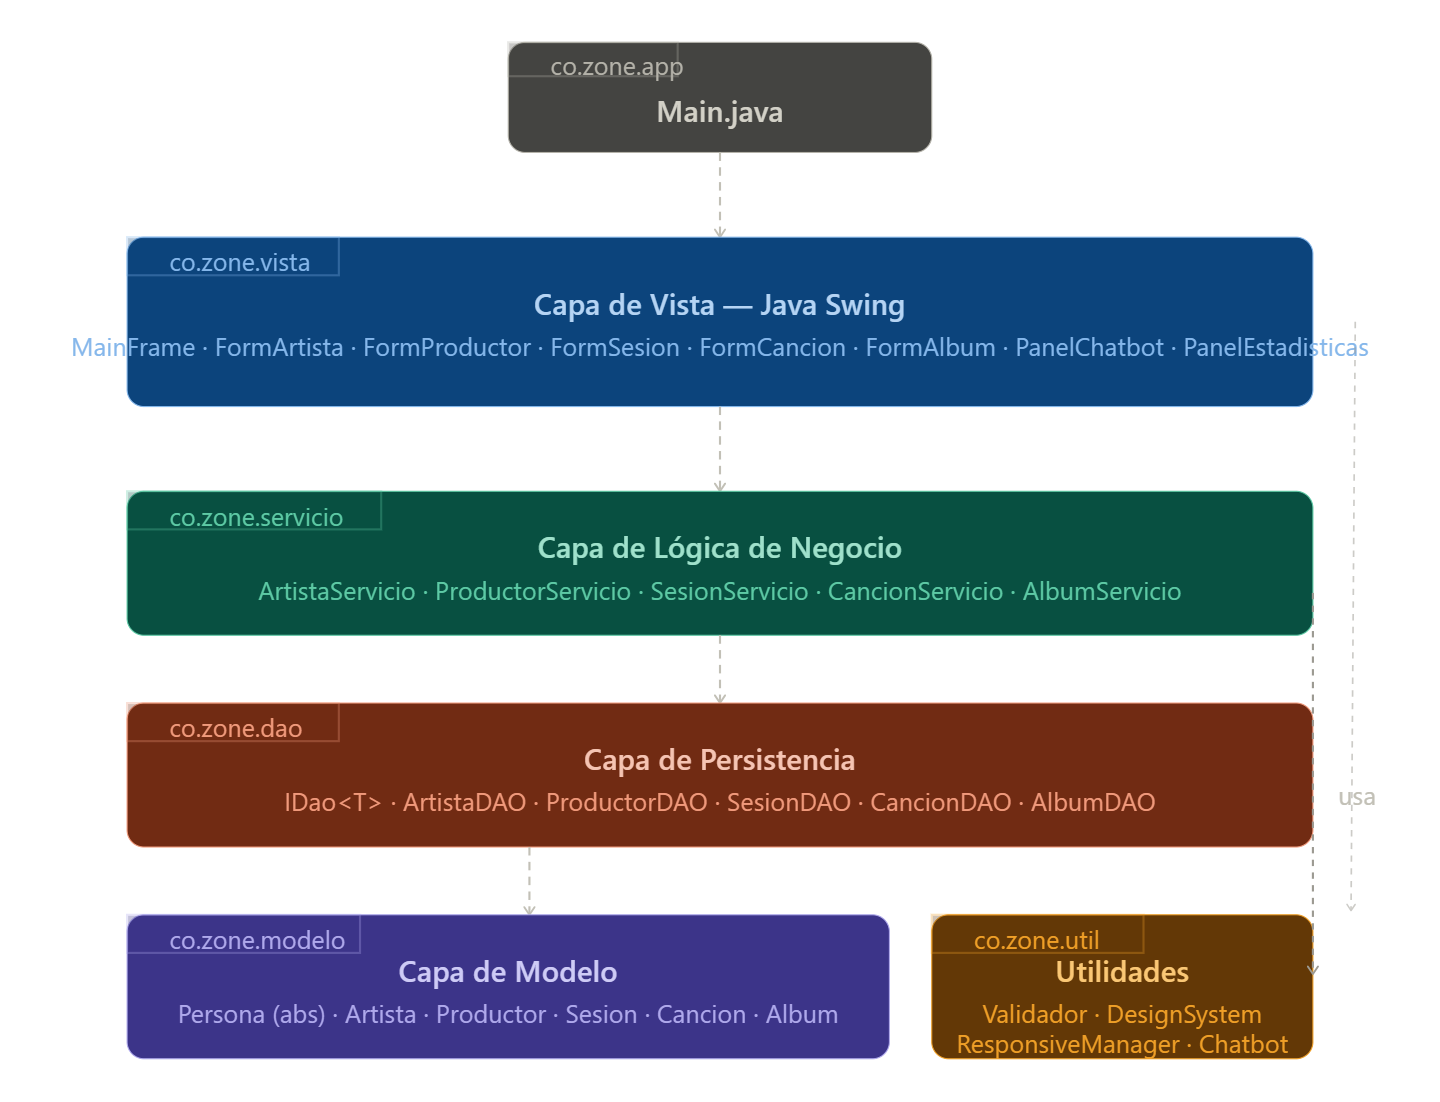 co.zone.app
Main.java
co.zone.vista
Capa de Vista — Java Swing
MainFrame · FormArtista · FormProductor · FormSesion · FormCancion · FormAlbum · PanelChatbot · PanelEstadisticas
co.zone.servicio
Capa de Lógica de Negocio
ArtistaServicio · ProductorServicio · SesionServicio · CancionServicio · AlbumServicio
co.zone.dao
Capa de Persistencia
IDao<T> · ArtistaDAO · ProductorDAO · SesionDAO · CancionDAO · AlbumDAO
usa
co.zone.modelo
Capa de Modelo
Persona (abs) · Artista · Productor · Sesion · Cancion · Album
co.zone.util
Utilidades
Validador · DesignSystem
ResponsiveManager · Chatbot